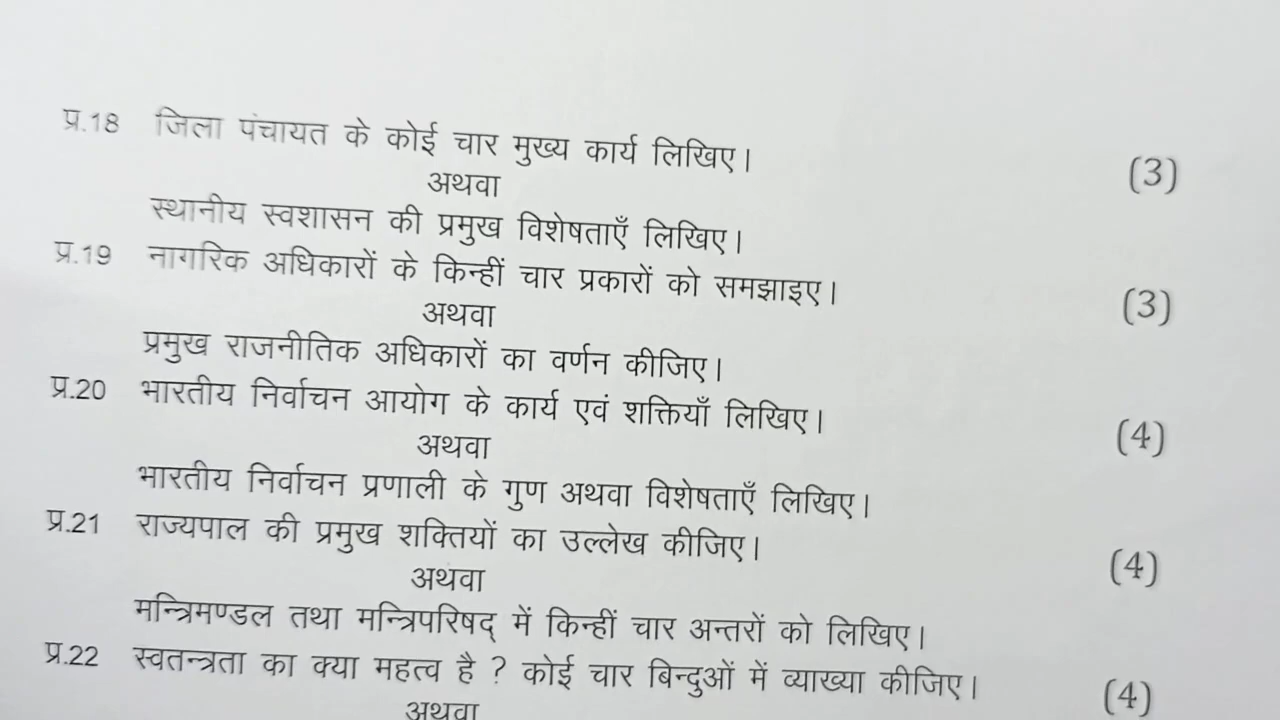 प्र.18 जिला पंचायत के कोई चार मुख्य कार्य लिखिए। (3)
अथवा
स्थानीय स्वशासन की प्रमुख विशेषताएँ लिखिए।
प्र.19 नागरिक अधिकारों के किन्हीं चार प्रकारों को समझाइए। (3)
अथवा
प्रमुख राजनीतिक अधिकारों का वर्णन कीजिए।
प्र.20 भारतीय निर्वाचन आयोग के कार्य एवं शक्तियाँ लिखिए। (4)
अथवा
भारतीय निर्वाचन प्रणाली के गुण अथवा विशेषताएँ लिखिए।
प्र.21 राज्यपाल की प्रमुख शक्तियों का उल्लेख कीजिए। (4)
अथवा
मन्त्रिमण्डल तथा मन्त्रिपरिषद् में किन्हीं चार अन्तरों को लिखिए।
प्र.22 स्वतन्त्रता का क्या महत्व है ? कोई चार बिन्दुओं में व्याख्या कीजिए। (4)
अथवा